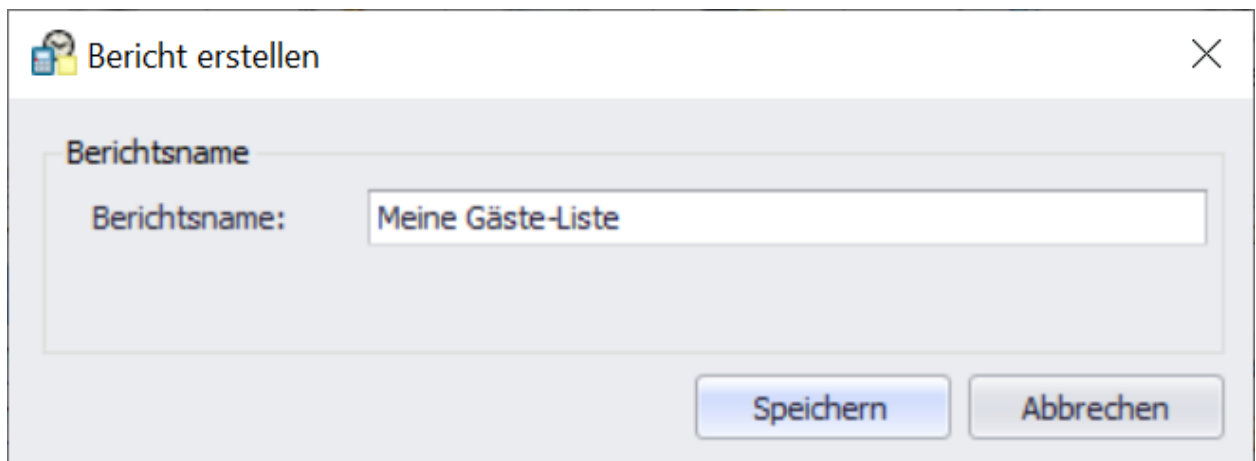 Bericht erstellen
Berichtsname
Berichtsname: Meine Gäste-Liste
Speichern Abbrechen